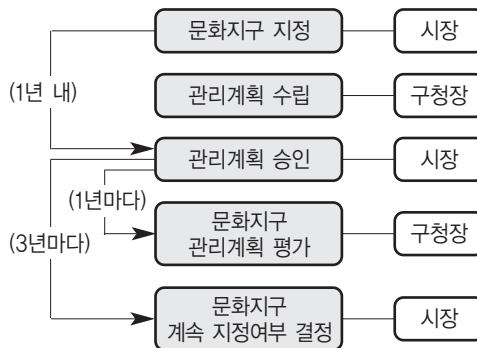 문화지구 지정
시장
(1년 내)
관리계획 수립
구청장
관리계획 승인
시장
(1년마다)
문화지구
관리계획 평가
구청장
(3년마다)
문화지구
계속 지정여부 결정
시장